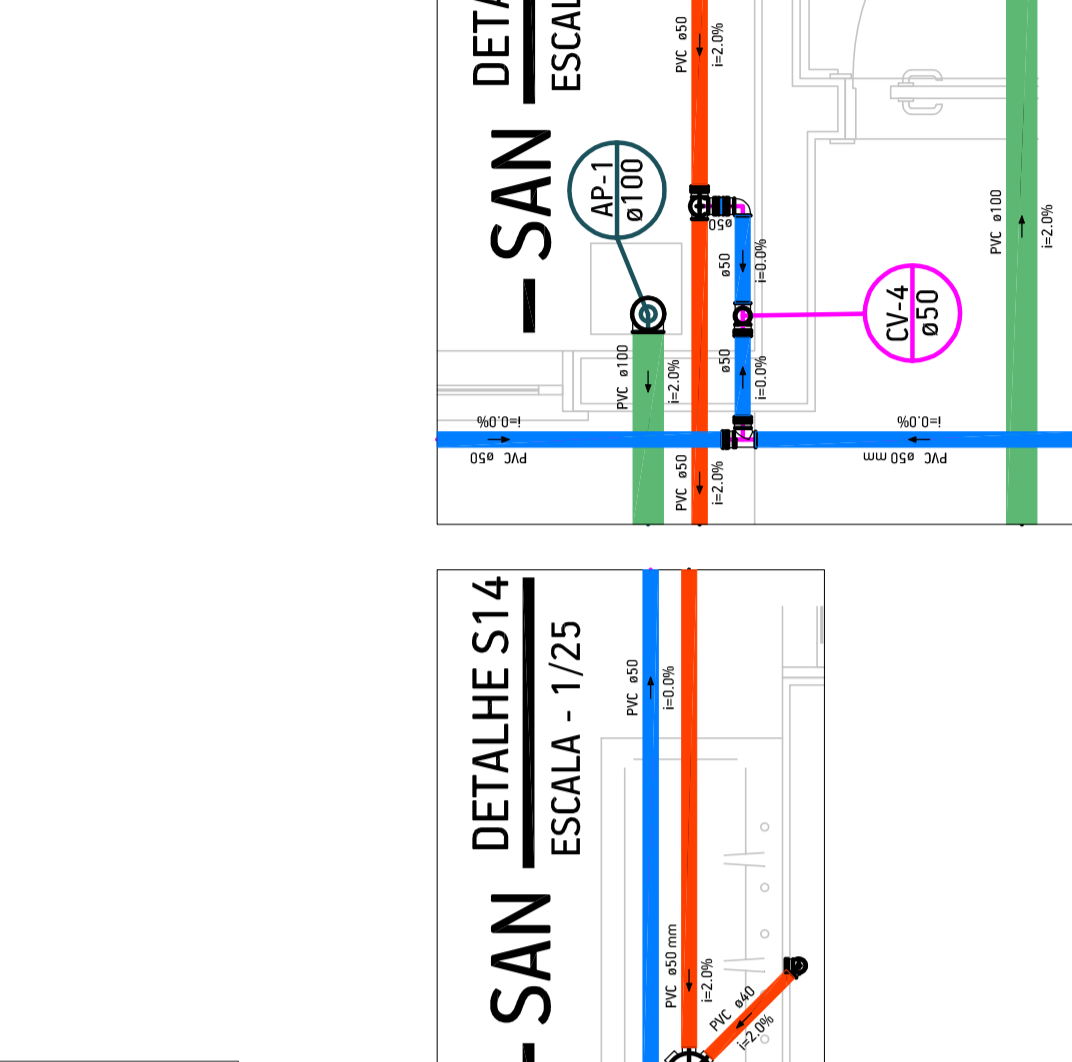 DETA
ESCAL
SAN
AP-1
ø100
PVC ø50
i=2.0%
ø50
ø50
i=0.0%
CV-4
ø50
PVC ø100
i=2.0%
PVC ø100
i=2.0%
ø50
i=0.0%
i=0.0%
PVC ø50
i=0.0%
PVC ø50 mm
PVC ø50
i=2.0%
DETALHE S14
ESCALA - 1/25
SAN
PVC ø50
i=0.0%
PVC ø50 mm
i=2.0%
PVC ø40
i=2.0%